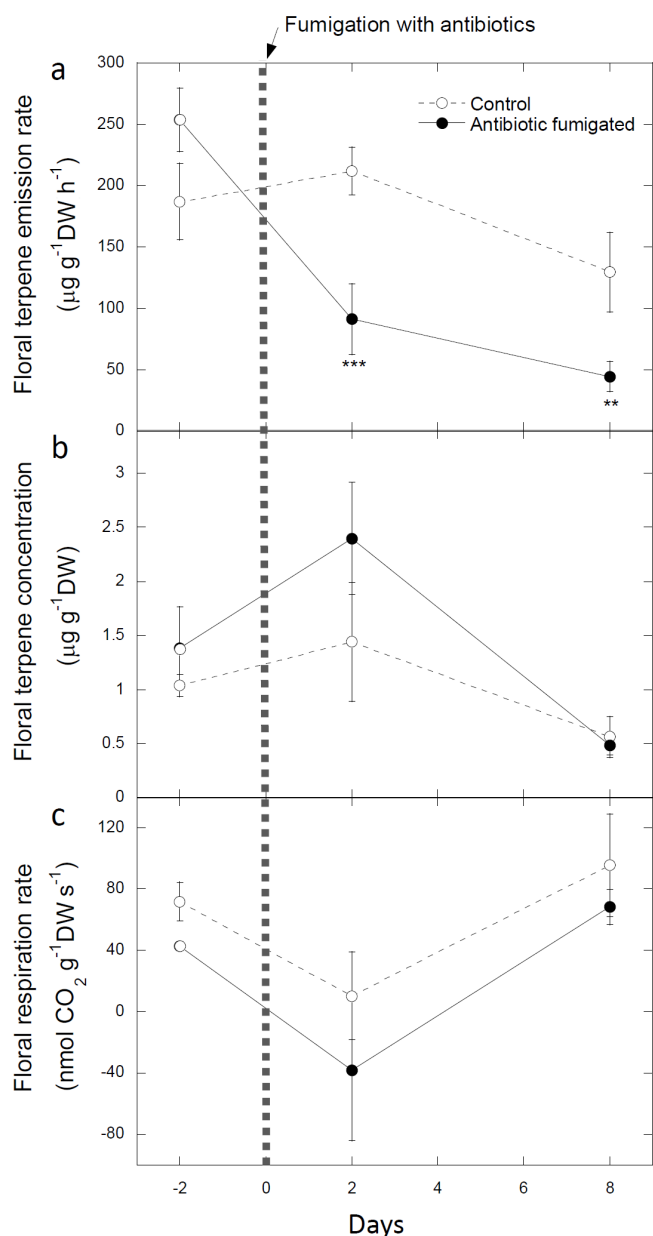 Fumigation with antibiotics
a
Floral terpene emission rate
(µg g⁻¹DW h⁻¹)
300
250
200
150
100
50
0
Control
Antibiotic fumigated
***
**
b
Floral terpene concentration
(µg g⁻¹DW)
3
2.5
2
1.5
1
0.5
0
c
Floral respiration rate
(nmol CO₂ g⁻¹DW s⁻¹)
120
80
40
0
-40
-80
-2
0
2
4
6
8
Days